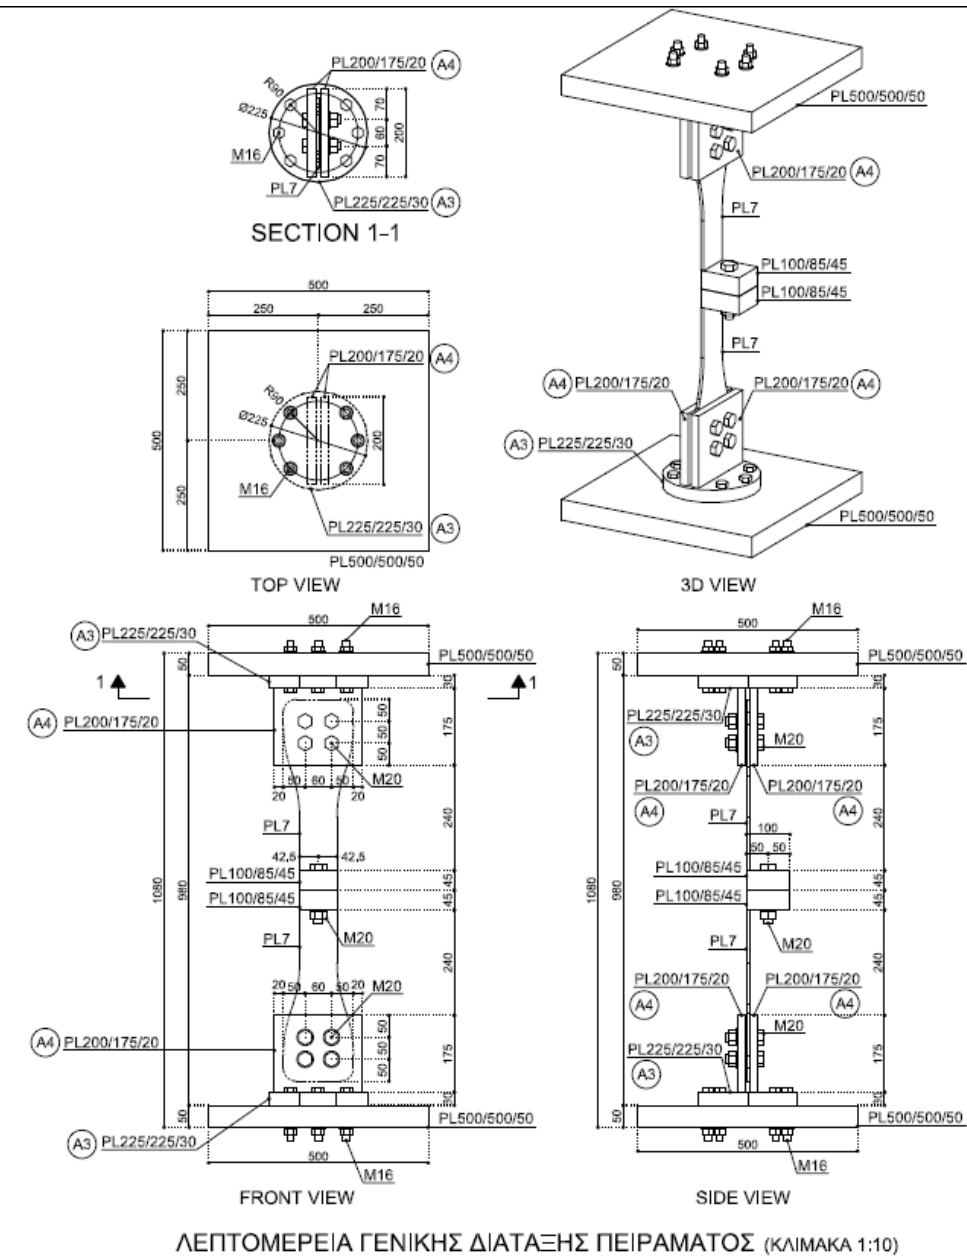 PL200/175/20 A4
R90
Ø225
M16
PL7
70
60
70
200
PL225/225/30 A3
SECTION 1-1
PL500/500/50
PL200/175/20 A4
PL7
PL100/85/45
PL100/85/45
PL7
A4 PL200/175/20
PL200/175/20 A4
A3 PL225/225/30
PL500/500/50
3D VIEW
500
250
250
PL200/175/20 A4
R90
Ø225
250
500
250
200
M16
PL225/225/30 A3
PL500/500/50
TOP VIEW
M16
500
A3 PL225/225/30
PL500/500/50
50
1
1
30
A4 PL200/175/20
50
50
50
175
M20
20 50 60 50 20
PL7
240
42,5
42,5
PL100/85/45
PL100/85/45
45
45
1080
980
M20
PL7
240
20 50 60 50 20
M20
A4 PL200/175/20
50
50
50
175
30
50
PL500/500/50
A3 PL225/225/30
500
M16
FRONT VIEW
M16
500
PL500/500/50
50
30
PL225/225/30
A3
M20
175
PL200/175/20
PL200/175/20
A4
A4
PL7
240
100
50 50
PL100/85/45
PL100/85/45
45
45
1080
980
M20
PL7
240
PL200/175/20
PL200/175/20
A4
A4
M20
PL225/225/30
A3
175
30
50
PL500/500/50
500
M16
SIDE VIEW
ΛΕΠΤΟΜΕΡΕΙΑ ΓΕΝΙΚΗΣ ΔΙΑΤΑΞΗΣ ΠΕΙΡΑΜΑΤΟΣ (ΚΛΙΜΑΚΑ 1:10)